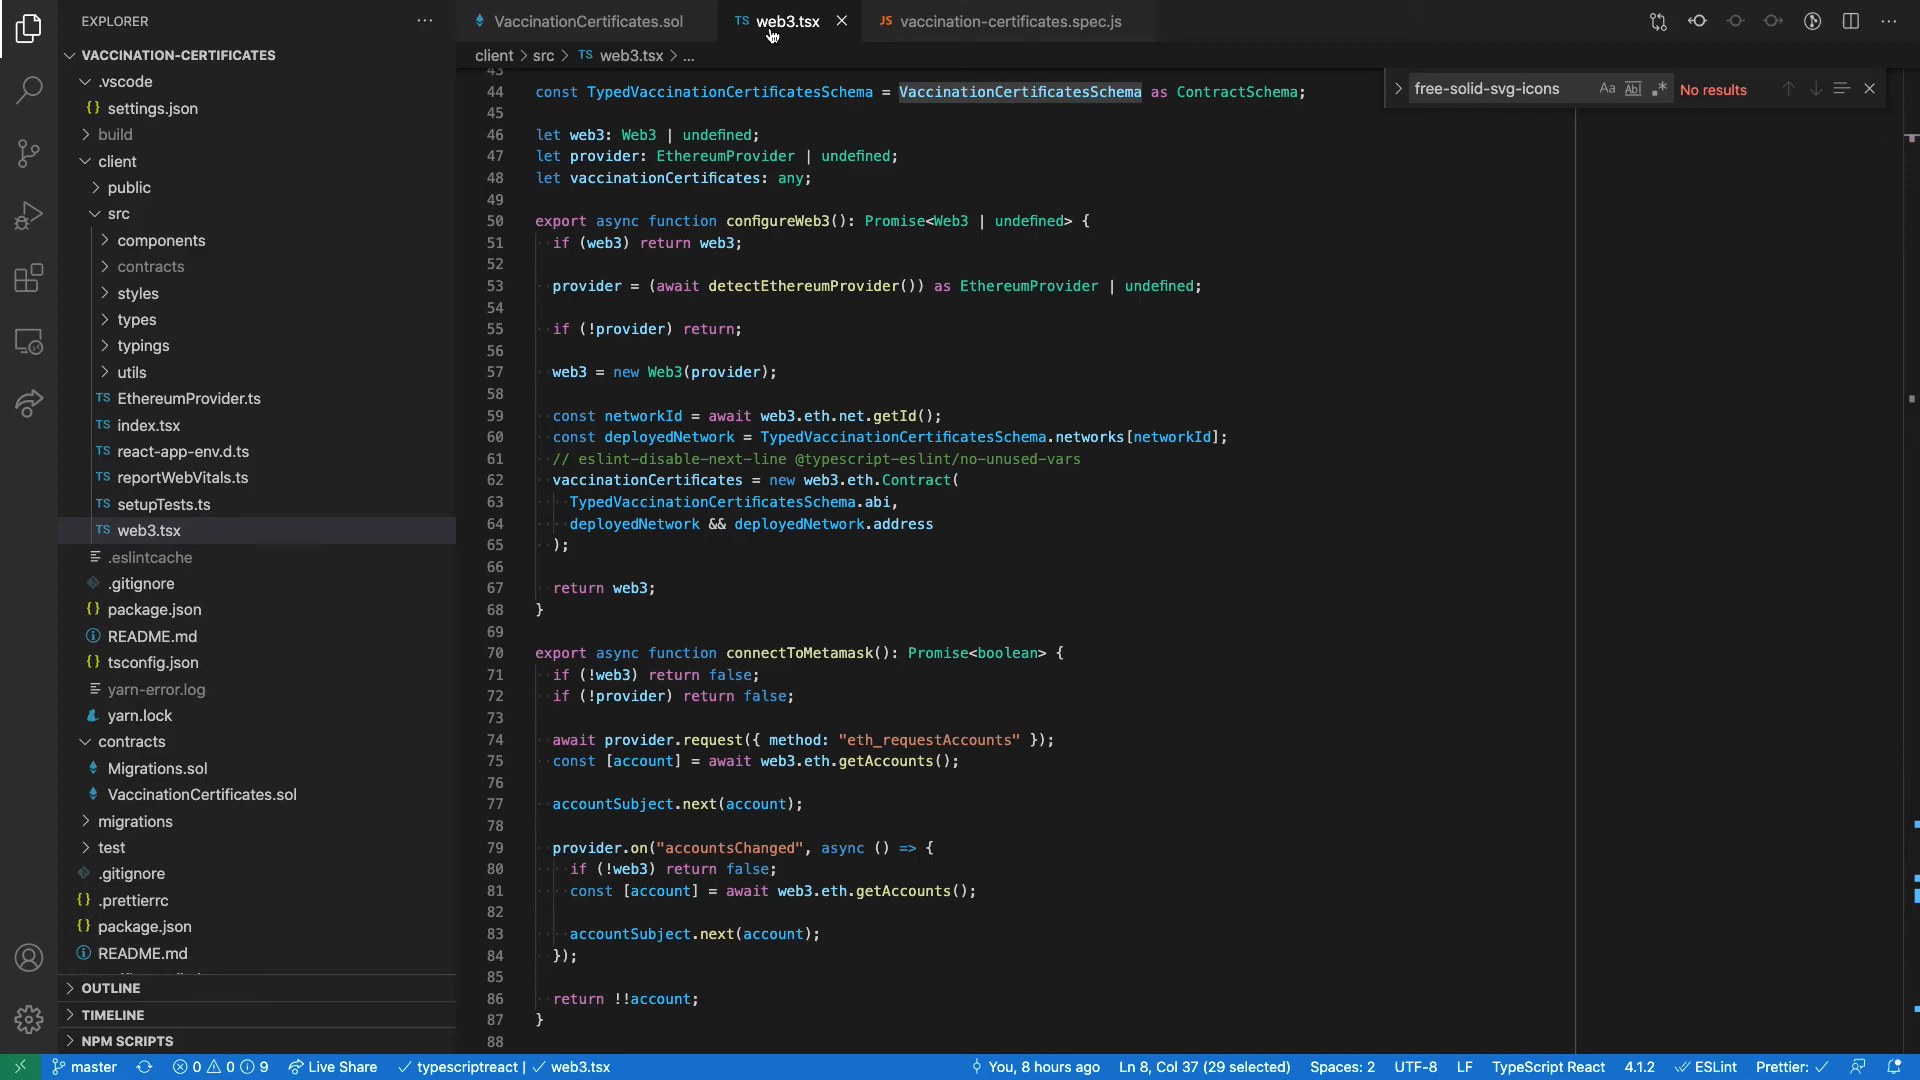 EXPLORER
VACCINATION-CERTIFICATES
.vscode
settings.json
build
client
public
src
components
contracts
styles
types
typings
utils
TS EthereumProvider.ts
TS index.tsx
TS react-app-env.d.ts
TS reportWebVitals.ts
TS setupTests.ts
TS web3.tsx
.eslintcache
.gitignore
{} package.json
README.md
{} tsconfig.json
yarn-error.log
yarn.lock
contracts
Migrations.sol
VaccinationCertificates.sol
migrations
test
.gitignore
{} .prettierrc
{} package.json
README.md
OUTLINE
TIMELINE
NPM SCRIPTS
VaccinationCertificates.sol
TS web3.tsx
JS vaccination-certificates.spec.js
client > src > TS web3.tsx > ...
free-solid-svg-icons Aa Abl .* No results
43
44 const TypedVaccinationCertificatesSchema = VaccinationCertificatesSchema as ContractSchema;
45
46 let web3: Web3 | undefined;
47 let provider: EthereumProvider | undefined;
48 let vaccinationCertificates: any;
49
50 export async function configureWeb3(): Promise<Web3 | undefined> {
51 if (web3) return web3;
52
53 provider = (await detectEthereumProvider()) as EthereumProvider | undefined;
54
55 if (!provider) return;
56
57 web3 = new Web3(provider);
58
59 const networkId = await web3.eth.net.getId();
60 const deployedNetwork = TypedVaccinationCertificatesSchema.networks[networkId];
61 // eslint-disable-next-line @typescript-eslint/no-unused-vars
62 vaccinationCertificates = new web3.eth.Contract(
63 TypedVaccinationCertificatesSchema.abi,
64 deployedNetwork && deployedNetwork.address
65 );
66
67 return web3;
68 }
69
70 export async function connectToMetamask(): Promise<boolean> {
71 if (!web3) return false;
72 if (!provider) return false;
73
74 await provider.request({ method: "eth_requestAccounts" });
75 const [account] = await web3.eth.getAccounts();
76
77 accountSubject.next(account);
78
79 provider.on("accountsChanged", async () => {
80 if (!web3) return false;
81 const [account] = await web3.eth.getAccounts();
82
83 accountSubject.next(account);
84 });
85
86 return !!account;
87 }
88
master 0 0 9 Live Share typescriptreact | web3.tsx You, 8 hours ago Ln 8, Col 37 (29 selected) Spaces: 2 UTF-8 LF TypeScript React 4.1.2 ESLint Prettier: